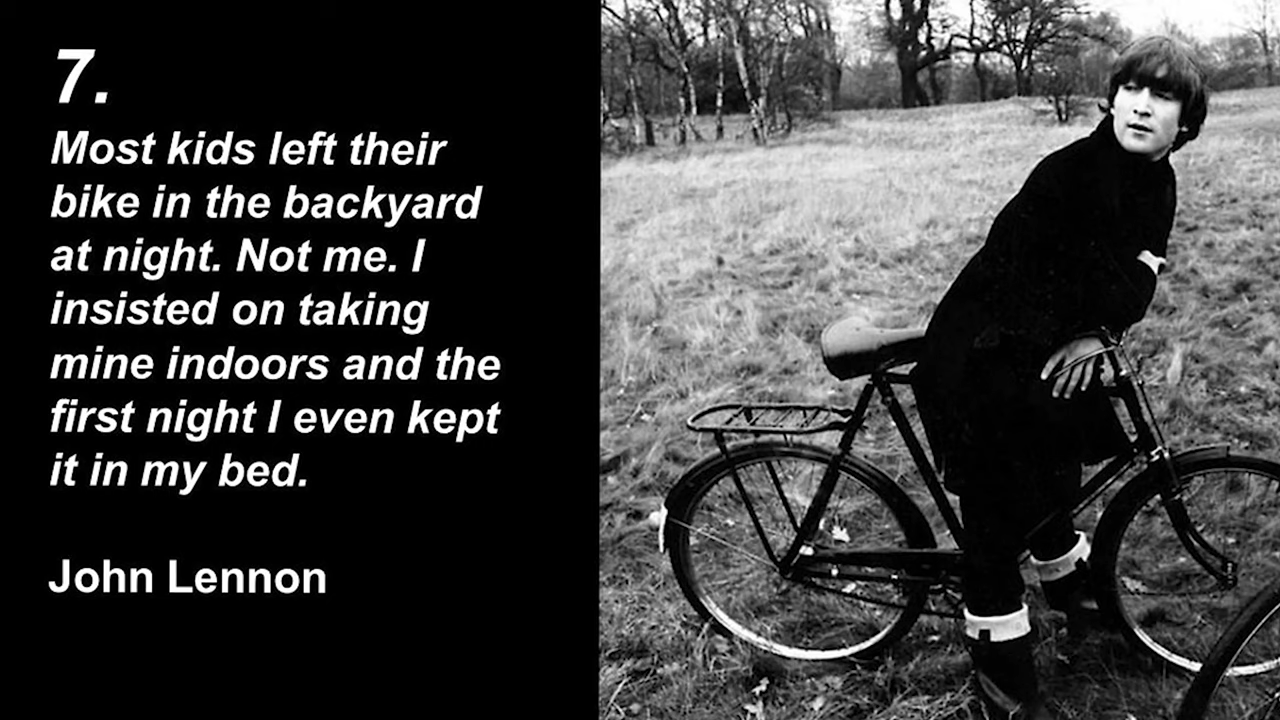 7.
Most kids left their
bike in the backyard
at night. Not me. I
insisted on taking
mine indoors and the
first night I even kept
it in my bed.
John Lennon